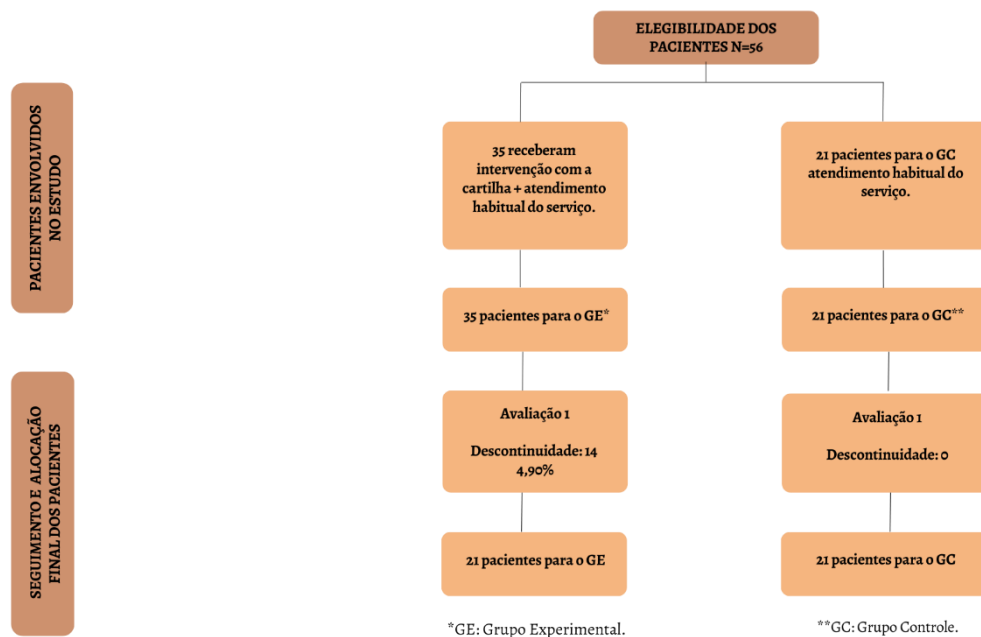 ELEGIBILIDADE DOS
PACIENTES N=56
PACIENTES ENVOLVIDOS
NO ESTUDO
35 receberam
intervenção com a
cartilha + atendimento
habitual do serviço.
21 pacientes para o GC
atendimento habitual do
serviço.
35 pacientes para o GE*
21 pacientes para o GC**
SEGUIMENTO E ALOCAÇÃO
FINAL DOS PACIENTES
Avaliação 1
Descontinuidade: 14
4,90%
Avaliação 1
Descontinuidade: 0
21 pacientes para o GE
21 pacientes para o GC
*GE: Grupo Experimental.
**GC: Grupo Controle.